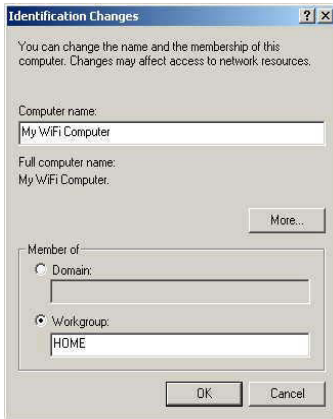 Identification Changes
You can change the name and the membership of this
computer. Changes may affect access to network resources.
Computer name:
My WiFi Computer
Full computer name:
My WiFi Computer.
More...
Member of
Domain:
Workgroup:
HOME
OK Cancel